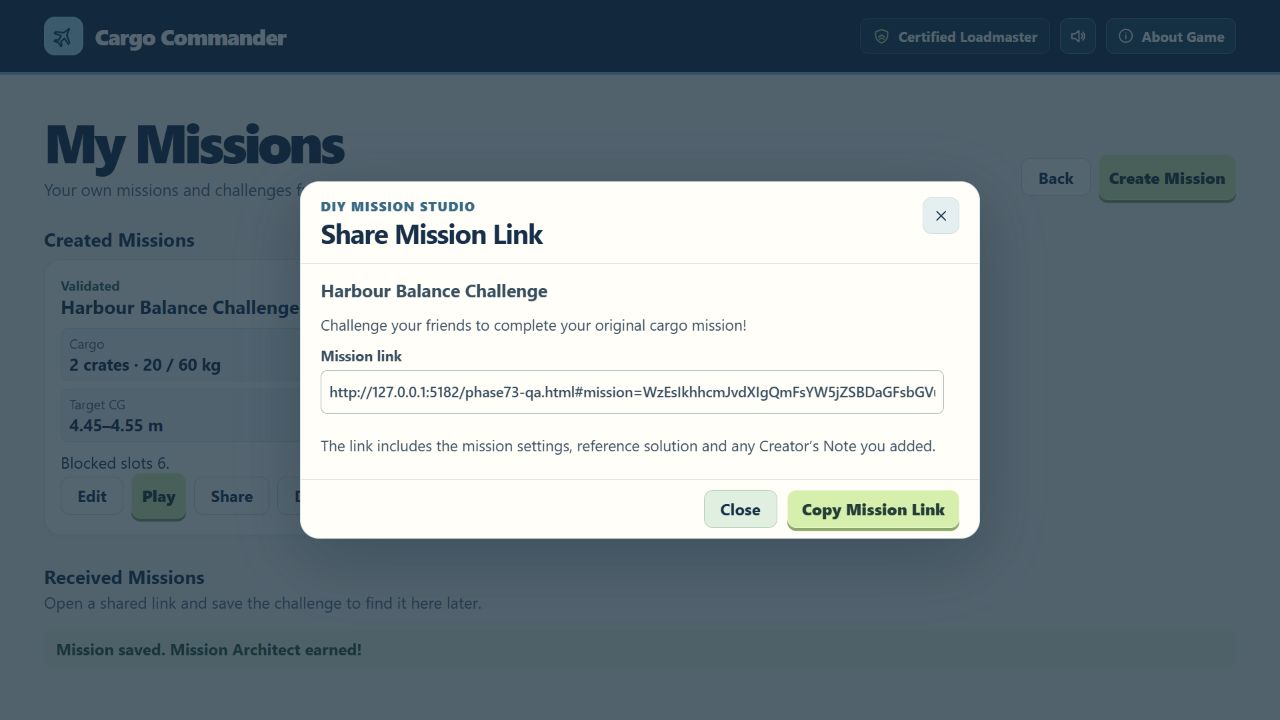 Cargo Commander
Certified Loadmaster
About Game
My Missions
Your own missions and challenges
Back
Create Mission
Created Missions
Validated
Harbour Balance Challenge
Cargo
2 crates · 20 / 60 kg
Target CG
4.45–4.55 m
Blocked slots 6.
Edit
Play
Share
DIY MISSION STUDIO
Share Mission Link
Harbour Balance Challenge
Challenge your friends to complete your original cargo mission!
Mission link
http://127.0.0.1:5182/phase73-qa.html#mission=WzEsIkhhcmJvdXIgQmFsYW5jZSBDaGFsbGV
The link includes the mission settings, reference solution and any Creator’s Note you added.
Close
Copy Mission Link
Received Missions
Open a shared link and save the challenge to find it here later.
Mission saved. Mission Architect earned!